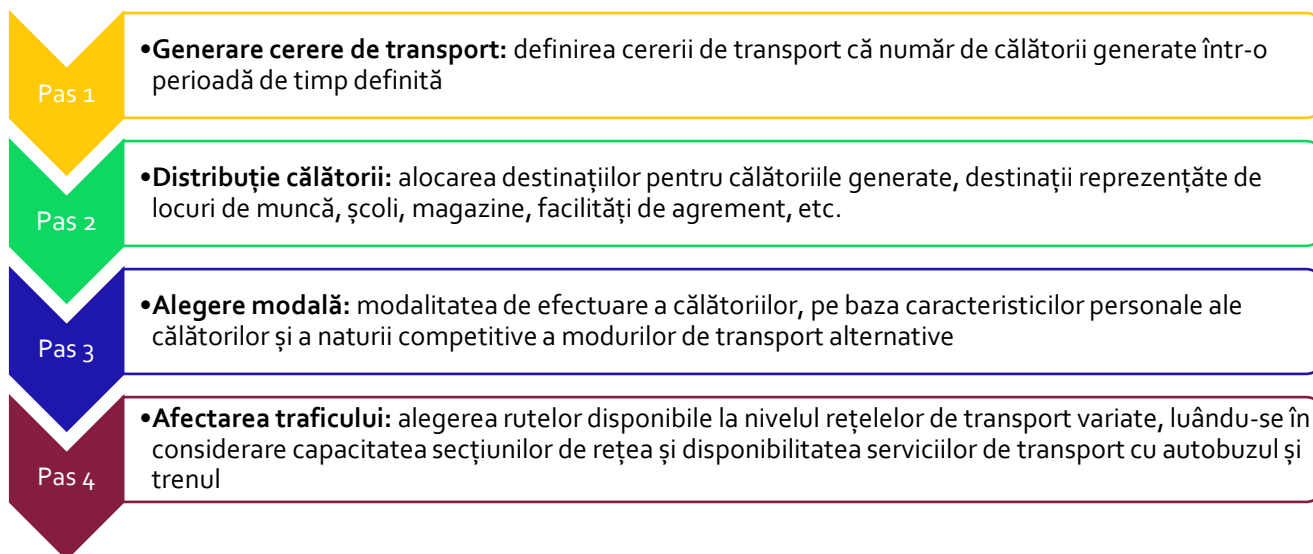 Pas 1
•Generare cerere de transport: definirea cererii de transport că număr de călătorii generate într-o
perioadă de timp definită
Pas 2
•Distribuție călătorii: alocarea destinațiilor pentru călătoriile generate, destinații reprezențăte de
locuri de muncă, școli, magazine, facilități de agrement, etc.
Pas 3
•Alegere modală: modalitatea de efectuare a călătoriilor, pe baza caracteristicilor personale ale
călătorilor și a naturii competitive a modurilor de transport alternative
Pas 4
•Afectarea traficului: alegerea rutelor disponibile la nivelul rețelelor de transport variate, luându-se în
considerare capacitatea secțiunilor de rețea și disponibilitatea serviciilor de transport cu autobuzul și
trenul